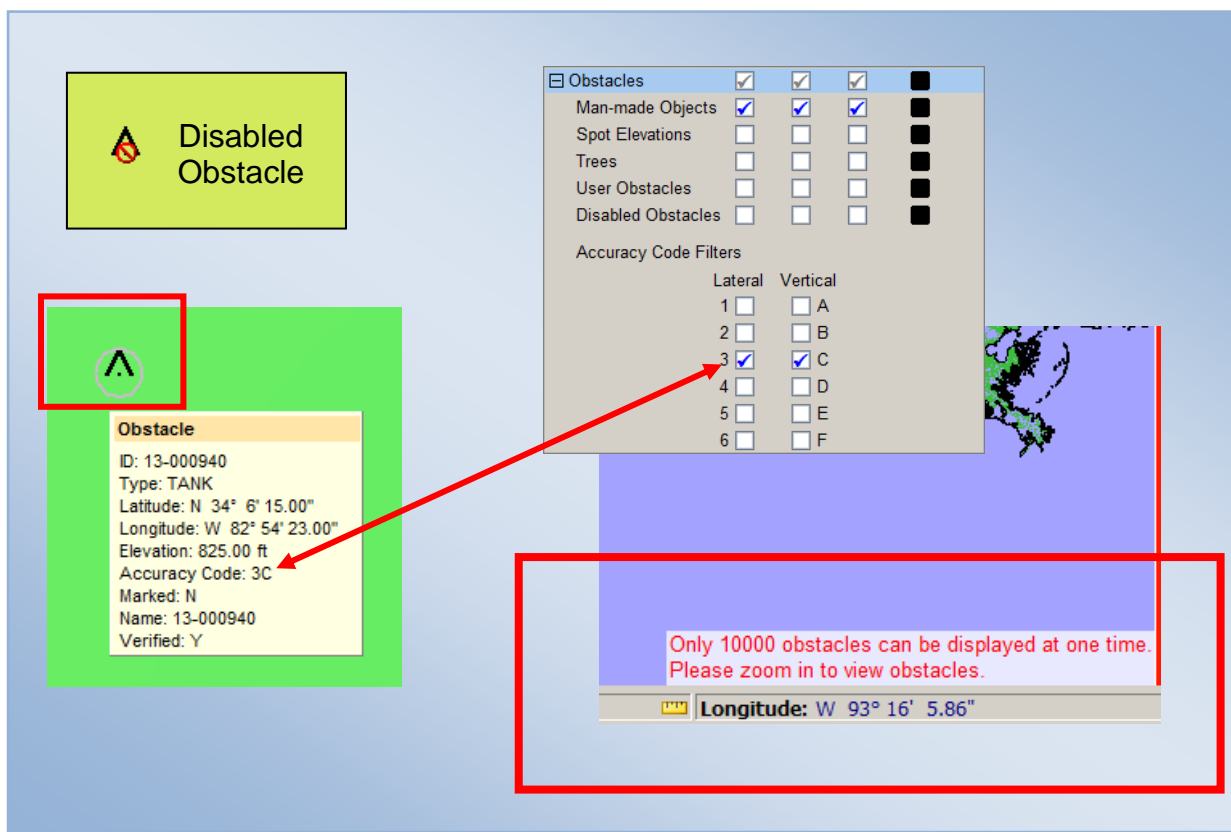 Disabled
Obstacle
Obstacles
Man-made Objects
Spot Elevations
Trees
User Obstacles
Disabled Obstacles
Accuracy Code Filters
Lateral Vertical
1 A
2 B
3 C
4 D
5 E
6 F
Obstacle
ID: 13-000940
Type: TANK
Latitude: N 34° 6' 15.00"
Longitude: W 82° 54' 23.00"
Elevation: 825.00 ft
Accuracy Code: 3C
Marked: N
Name: 13-000940
Verified: Y
Only 10000 obstacles can be displayed at one time.
Please zoom in to view obstacles.
Longitude: W 93° 16' 5.86"